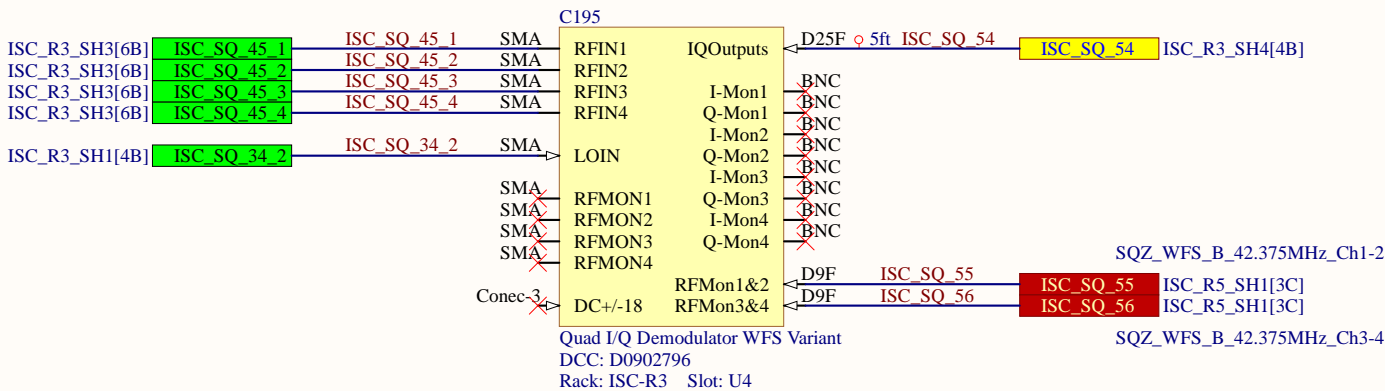 C195
ISC_R3_SH3[6B] ISC_SQ_45_1 ISC_SQ_45_1 SMA RFIN1 IQOutputs D25F 5ft ISC_SQ_54 ISC_SQ_54 ISC_R3_SH4[4B]
ISC_R3_SH3[6B] ISC_SQ_45_2 ISC_SQ_45_2 SMA RFIN2
ISC_R3_SH3[6B] ISC_SQ_45_3 ISC_SQ_45_3 SMA RFIN3 I-Mon1 BNC
ISC_R3_SH3[6B] ISC_SQ_45_4 ISC_SQ_45_4 SMA RFIN4 Q-Mon1 BNC
I-Mon2 BNC
ISC_R3_SH1[4B] ISC_SQ_34_2 ISC_SQ_34_2 SMA LOIN Q-Mon2 BNC
I-Mon3 BNC
SMA RFMON1 Q-Mon3 BNC
SMA RFMON2 I-Mon4 BNC
SMA RFMON3 Q-Mon4 BNC
SMA RFMON4
SQZ_WFS_B_42.375MHz_Ch1-2
RFMon1&2 D9F ISC_SQ_55 ISC_SQ_55 ISC_R5_SH1[3C]
Conec-3 DC+/-18 RFMon3&4 D9F ISC_SQ_56 ISC_SQ_56 ISC_R5_SH1[3C]
SQZ_WFS_B_42.375MHz_Ch3-4
Quad I/Q Demodulator WFS Variant
DCC: D0902796
Rack: ISC-R3 Slot: U4